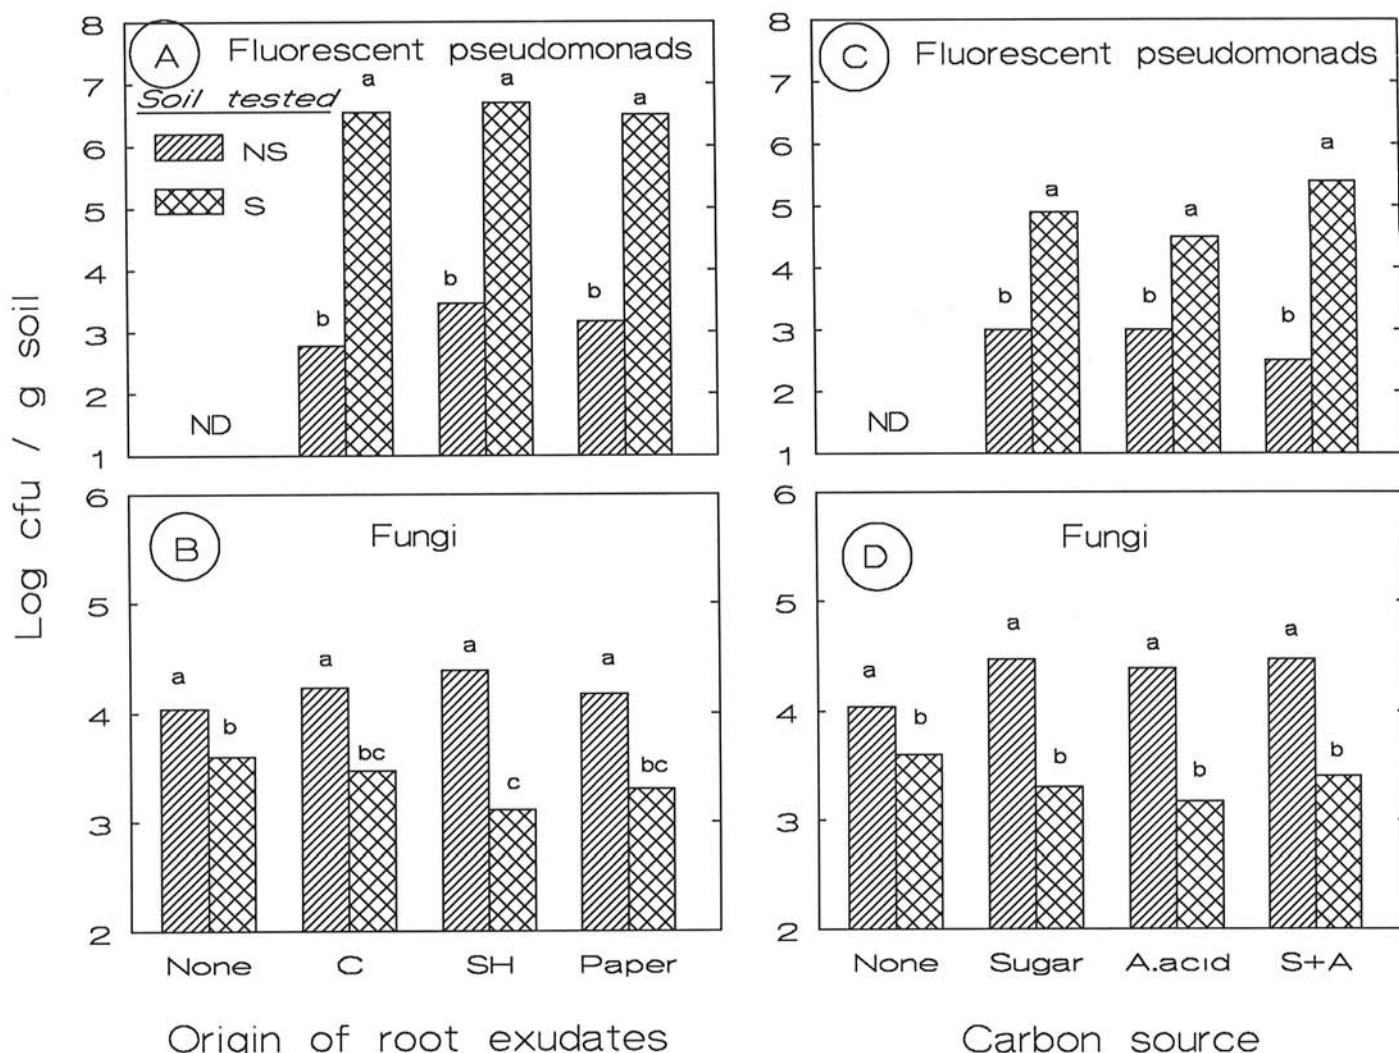 Log cfu / g soil
8
7
6
5
4
3
2
1
A
Fluorescent pseudomonads
Soil tested
NS
S
ND
b
a
b
a
b
a
8
7
6
5
4
3
2
1
C
Fluorescent pseudomonads
ND
b
a
b
a
b
a
6
5
4
3
2
B
Fungi
a
b
a
bc
a
c
a
bc
None C SH Paper
Origin of root exudates
6
5
4
3
2
D
Fungi
a
b
a
b
a
b
a
b
None Sugar A.acid S+A
Carbon source